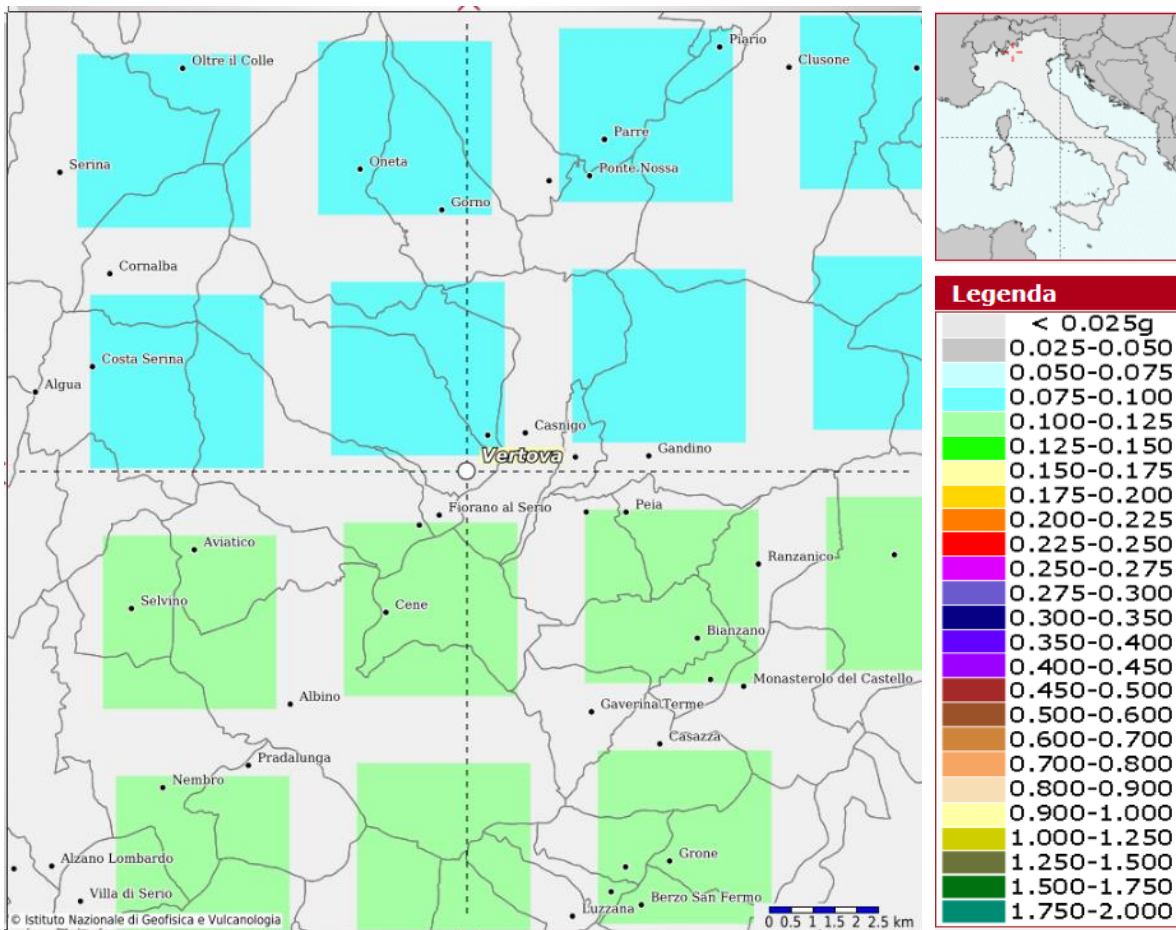 Piario
Clusone
Oltre il Colle
Parre
Serina
Oneta
Ponte Nossa
Gorno
Cornalba
Costa Serina
Algua
Casnigo
Vertova
Gandino
Fiorano al Serio
Peia
Aviatico
Ranzanico
Selvino
Cene
Bianzano
Monasterolo del Castello
Albino
Gaverina Terme
Casazza
Pradalunga
Nembro
Alzano Lombardo
Grone
Villa di Serio
Berzo San Fermo
Luzzana
© Istituto Nazionale di Geofisica e Vulcanologia
0 0.5 1 1.5 2 2.5 km
Legenda
< 0.025g
0.025-0.050
0.050-0.075
0.075-0.100
0.100-0.125
0.125-0.150
0.150-0.175
0.175-0.200
0.200-0.225
0.225-0.250
0.250-0.275
0.275-0.300
0.300-0.350
0.350-0.400
0.400-0.450
0.450-0.500
0.500-0.600
0.600-0.700
0.700-0.800
0.800-0.900
0.900-1.000
1.000-1.250
1.250-1.500
1.500-1.750
1.750-2.000